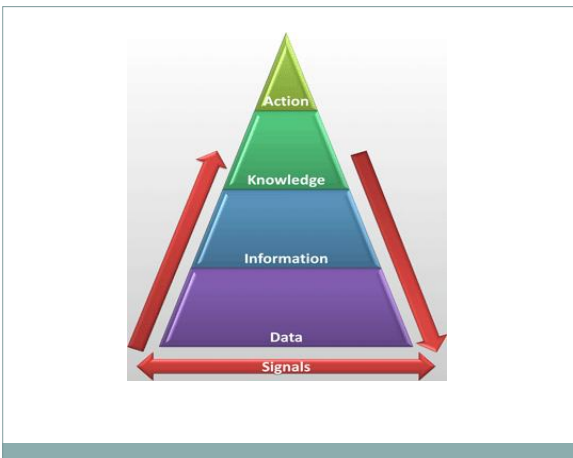 Action
Knowledge
Information
Data
Signals